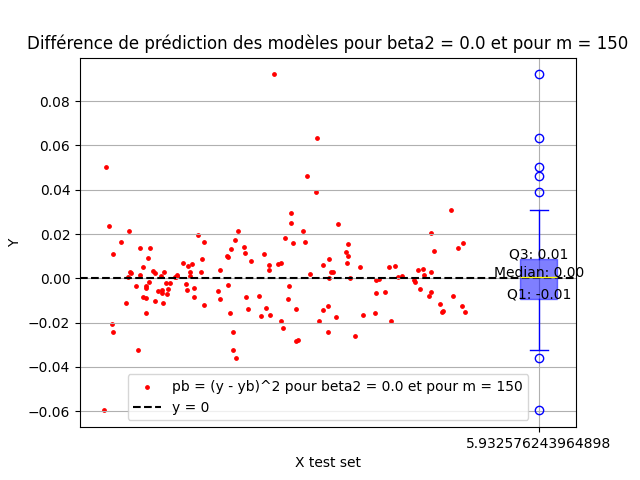 Différence de prédiction des modèles pour beta2 = 0.0 et pour m = 150
Y
0.08
0.06
0.04
0.02
0.00
−0.02
−0.04
−0.06
Q3: 0.01
Median: 0.00
Q1: -0.01
pb = (y - yb)^2 pour beta2 = 0.0 et pour m = 150
y = 0
5.932576243964898
X test set